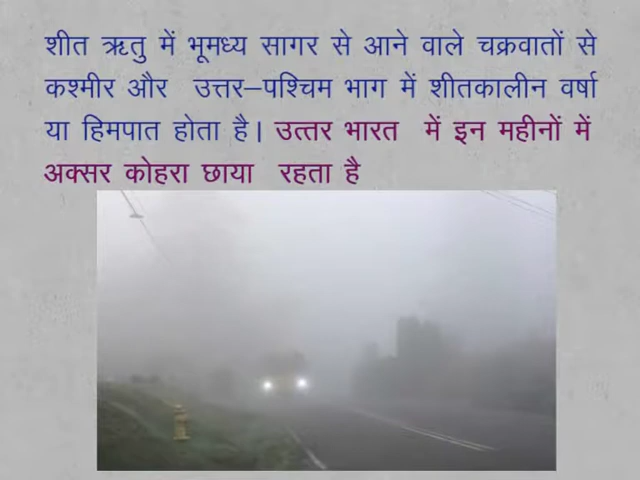 शीत ऋतु में भूमध्य सागर से आने वाले चक्रवातों से
कश्मीर और उत्तर–पश्चिम भाग में शीतकालीन वर्षा
या हिमपात होता है। उत्तर भारत में इन महीनों में
अक्सर कोहरा छाया रहता है